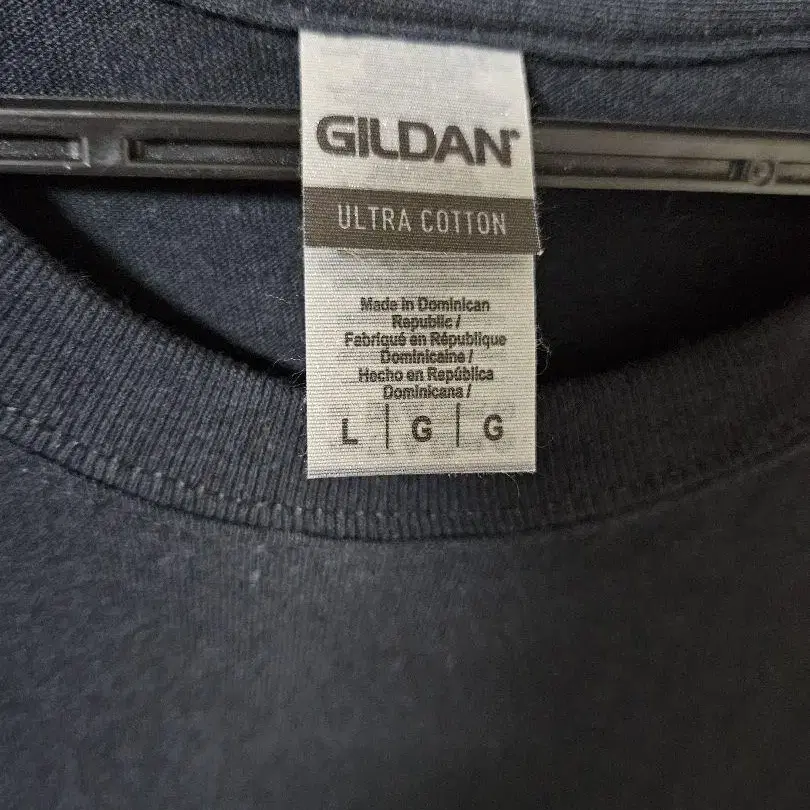 GILDAN®
ULTRA COTTON
Made in Dominican
Republic /
Fabriqué en République
Dominicaine /
Hecho en República
Dominicana /
L | G | G